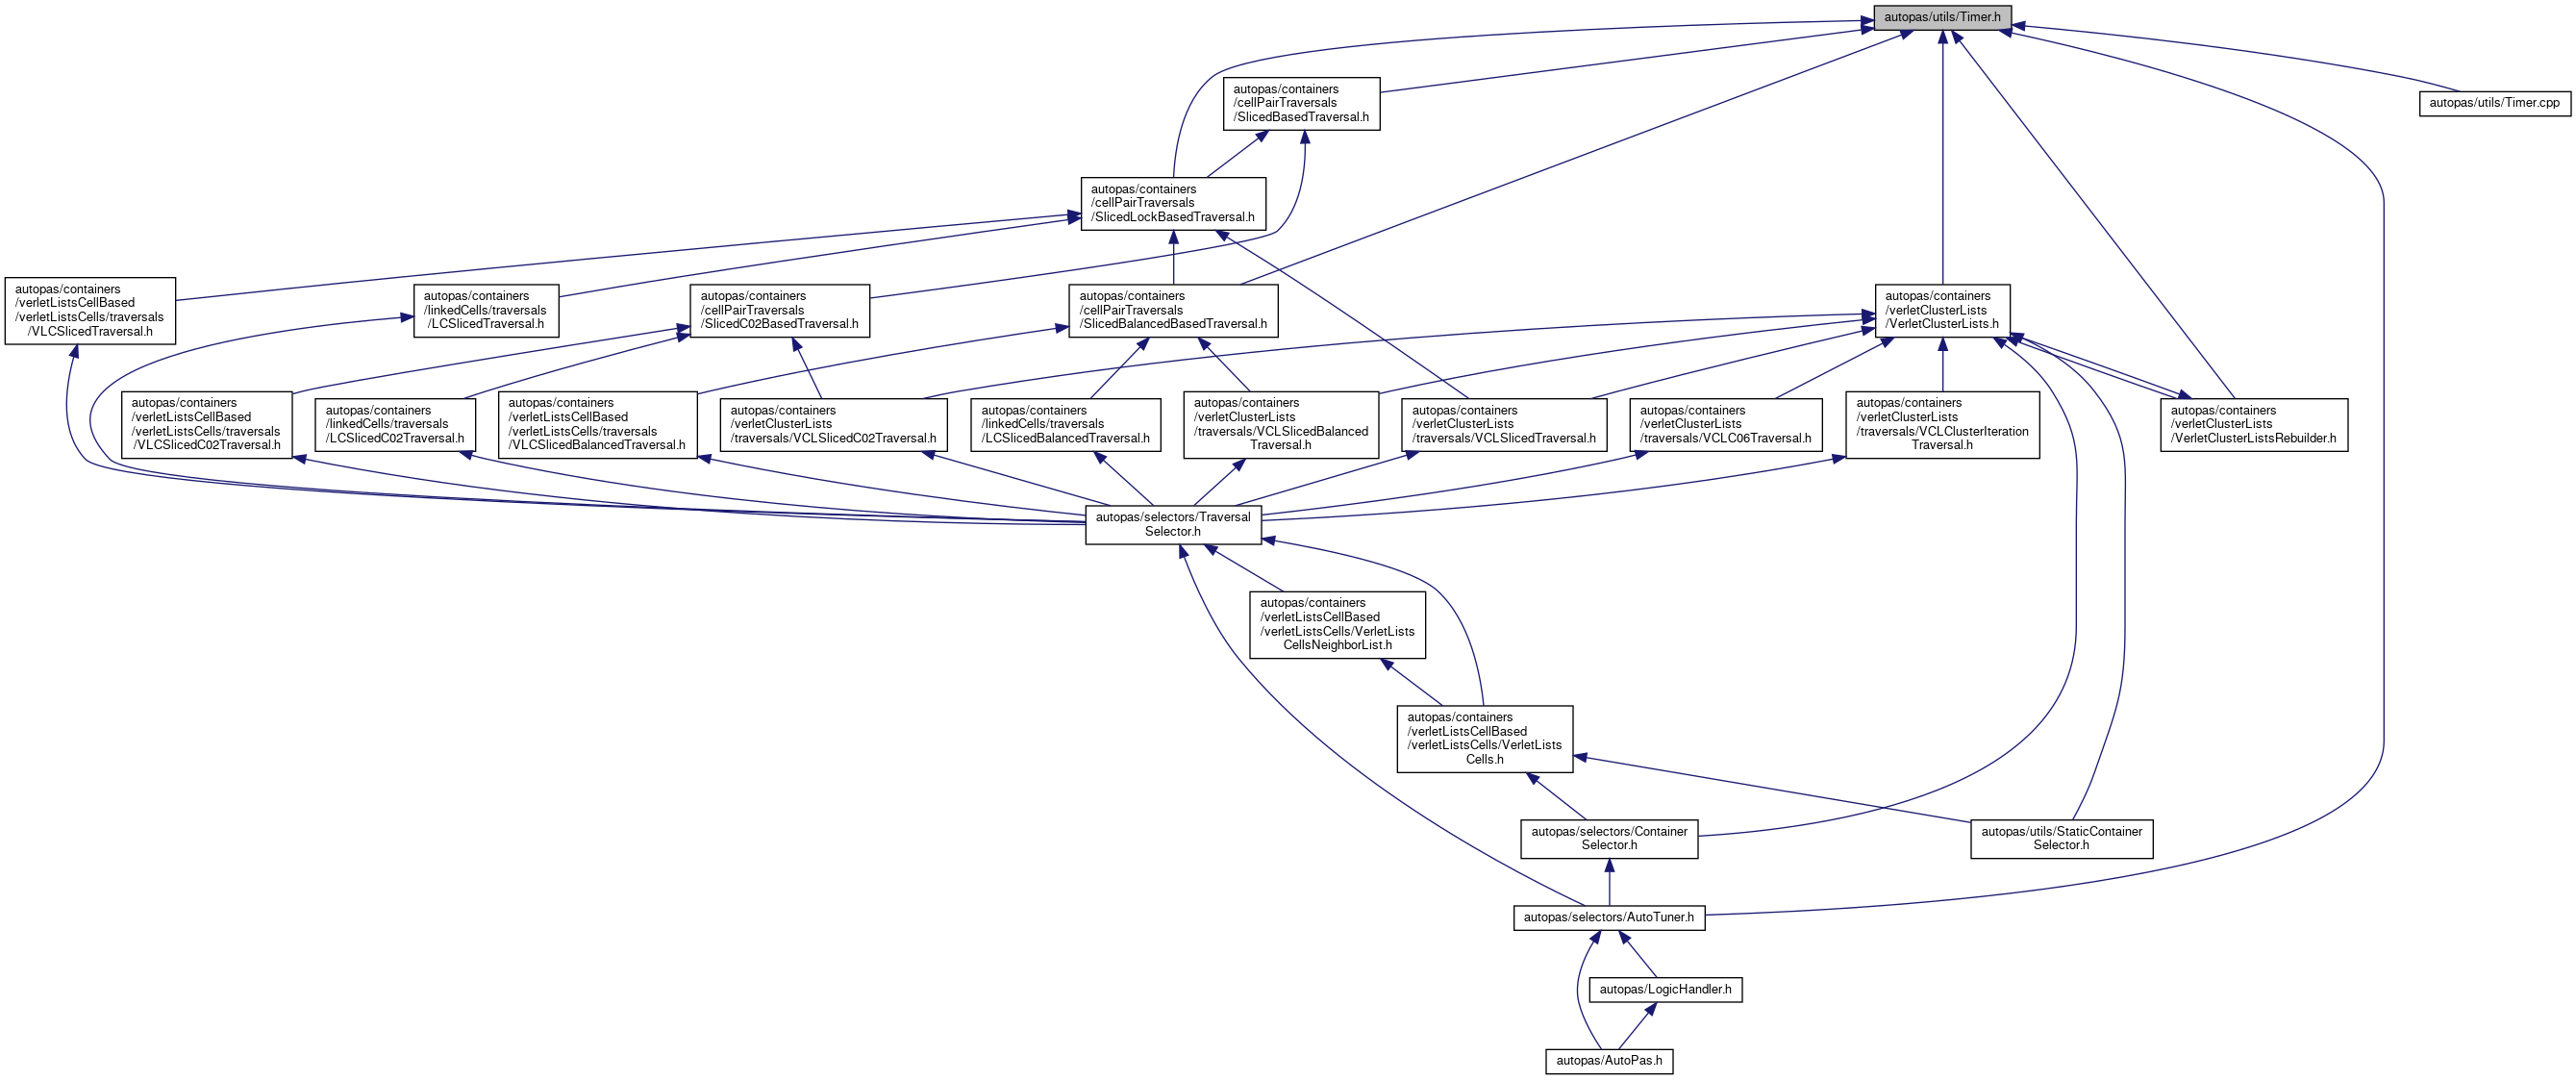 autopas/utils/Timer.h
autopas/containers
/cellPairTraversals
/SlicedBasedTraversal.h
autopas/utils/Timer.cpp
autopas/containers
/cellPairTraversals
/SlicedLockBasedTraversal.h
autopas/containers
/verletListsCellBased
/verletListsCells/traversals
/VLCSlicedTraversal.h
autopas/containers
/linkedCells/traversals
/LCSlicedTraversal.h
autopas/containers
/cellPairTraversals
/SlicedC02BasedTraversal.h
autopas/containers
/cellPairTraversals
/SlicedBalancedBasedTraversal.h
autopas/containers
/verletClusterLists
/VerletClusterLists.h
autopas/containers
/verletListsCellBased
/verletListsCells/traversals
/VLCSlicedC02Traversal.h
autopas/containers
/linkedCells/traversals
/LCSlicedC02Traversal.h
autopas/containers
/verletListsCellBased
/verletListsCells/traversals
/VLCSlicedBalancedTraversal.h
autopas/containers
/verletClusterLists
/traversals/VCLSlicedC02Traversal.h
autopas/containers
/linkedCells/traversals
/LCSlicedBalancedTraversal.h
autopas/containers
/verletClusterLists
/traversals/VCLSlicedBalanced
Traversal.h
autopas/containers
/verletClusterLists
/traversals/VCLSlicedTraversal.h
autopas/containers
/verletClusterLists
/traversals/VCLC06Traversal.h
autopas/containers
/verletClusterLists
/traversals/VCLClusterIteration
Traversal.h
autopas/containers
/verletClusterLists
/VerletClusterListsRebuilder.h
autopas/selectors/Traversal
Selector.h
autopas/containers
/verletListsCellBased
/verletListsCells/VerletLists
CellsNeighborList.h
autopas/containers
/verletListsCellBased
/verletListsCells/VerletLists
Cells.h
autopas/selectors/Container
Selector.h
autopas/utils/StaticContainer
Selector.h
autopas/selectors/AutoTuner.h
autopas/LogicHandler.h
autopas/AutoPas.h